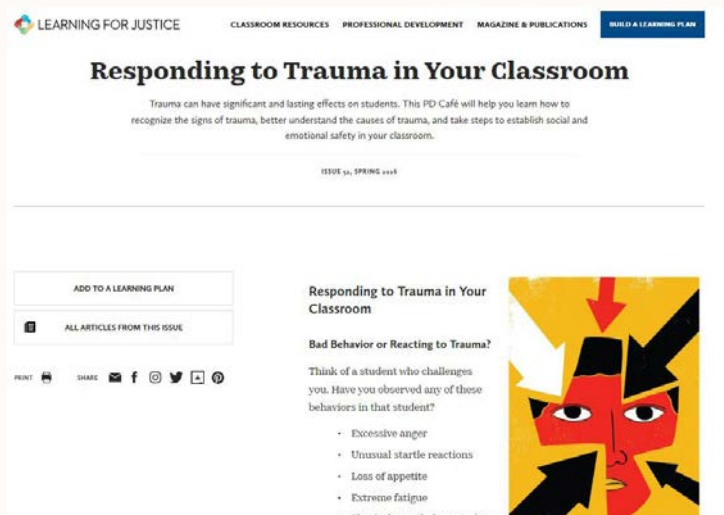 LEARNING FOR JUSTICE
CLASSROOM RESOURCES PROFESSIONAL DEVELOPMENT MAGAZINE & PUBLICATIONS BUILD A LEARNING PLAN
Responding to Trauma in Your Classroom
Trauma can have significant and lasting effects on students. This PD Café will help you learn how to
recognize the signs of trauma, better understand the causes of trauma, and take steps to establish social and
emotional safety in your classroom.
ISSUE 52, SPRING 2016
ADD TO A LEARNING PLAN
ALL ARTICLES FROM THIS ISSUE
PRINT SHARE
Responding to Trauma in Your
Classroom
Bad Behavior or Reacting to Trauma?
Think of a student who challenges
you. Have you observed any of these
behaviors in that student?
• Excessive anger
• Unusual startle reactions
• Loss of appetite
• Extreme fatigue